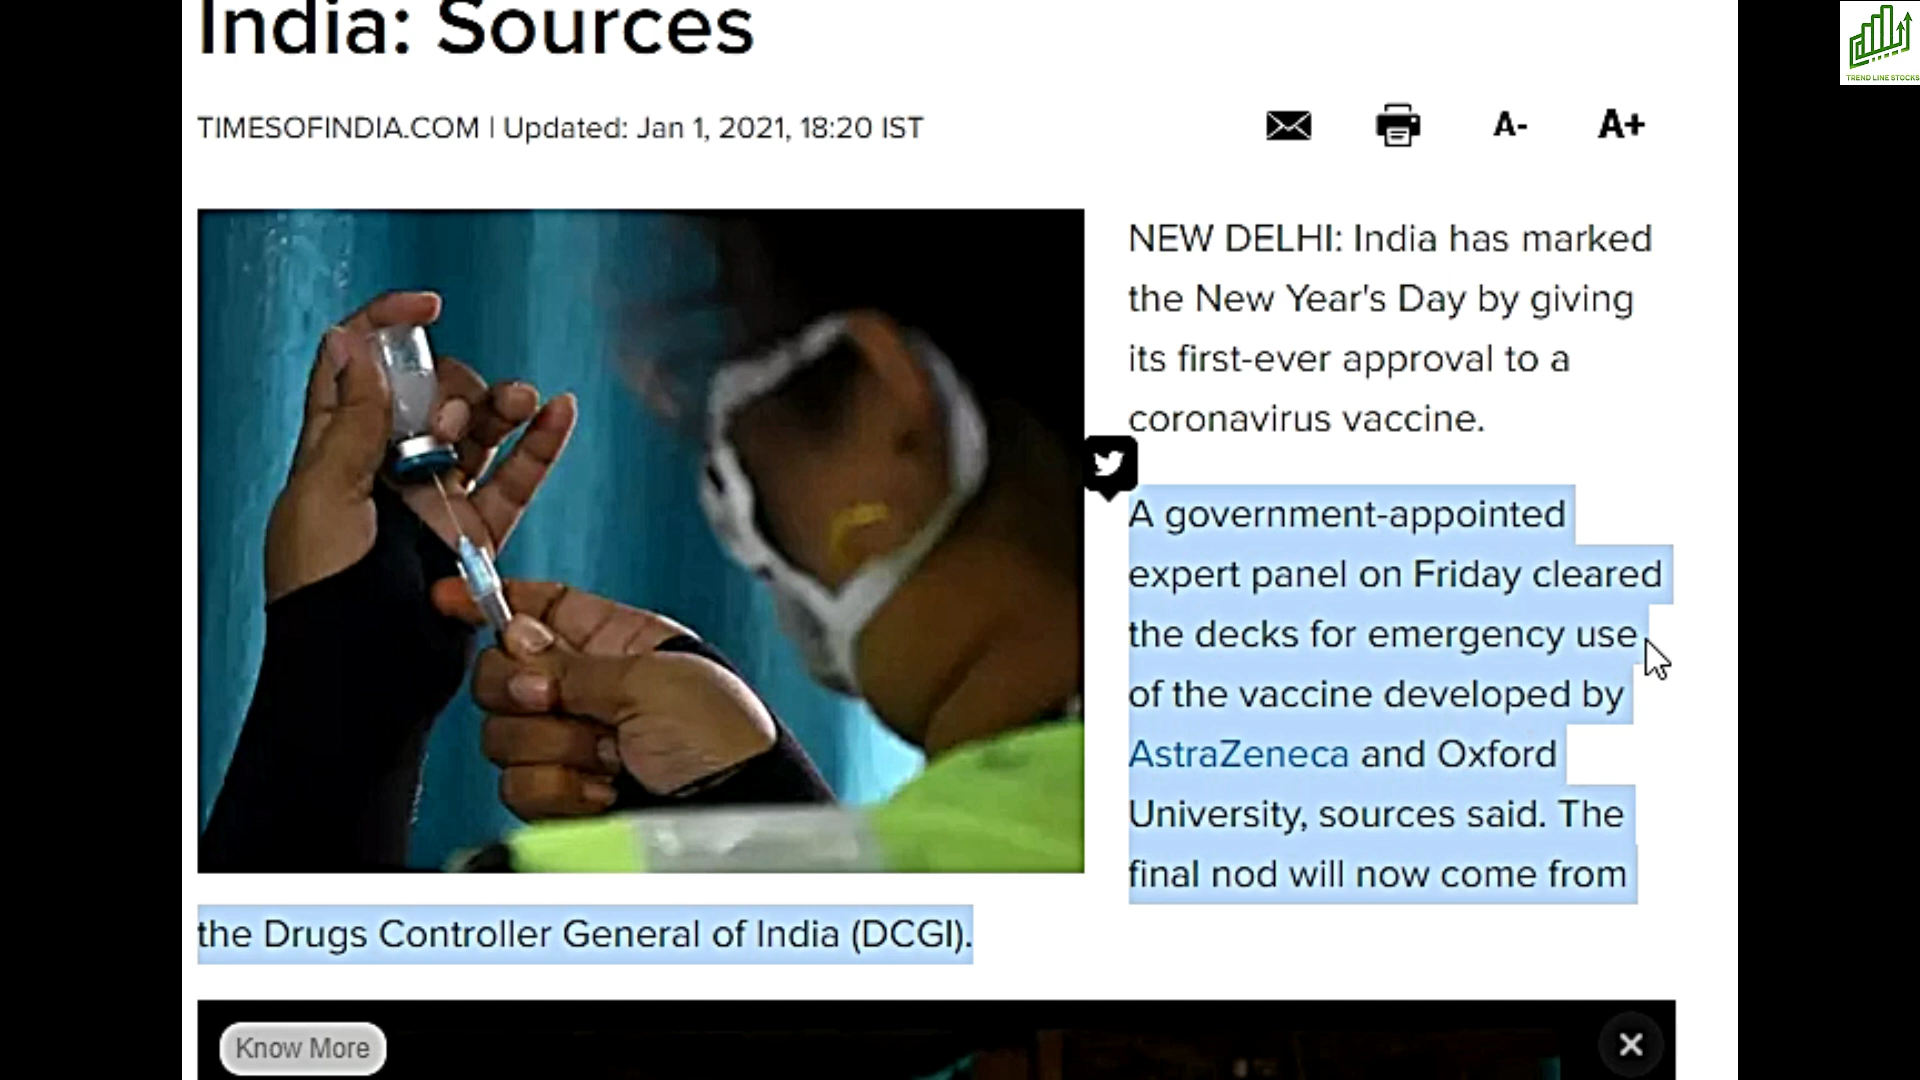 India: Sources
TREND LINE STOCKS
TIMESOFINDIA.COM | Updated: Jan 1, 2021, 18:20 IST
A-
A+
NEW DELHI: India has marked
the New Year's Day by giving
its first-ever approval to a
coronavirus vaccine.
A government-appointed
expert panel on Friday cleared
the decks for emergency use
of the vaccine developed by
AstraZeneca and Oxford
University, sources said. The
final nod will now come from
the Drugs Controller General of India (DCGI).
Know More